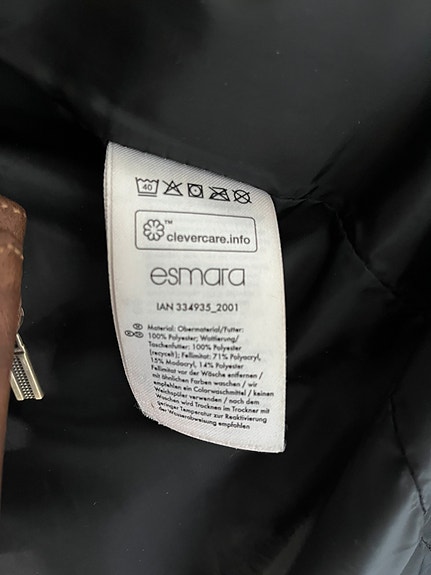 40
TM
clevercare.info
esmara
IAN 334935_2001
Material: Obermaterial/Futter:
100% Polyester; Wattierung/
Taschenfutter: 100% Polyester
(recycelt); Fellimitat: 71% Polyacryl,
15% Modacryl, 14% Polyester
Fellimitat vor der Wäsche entfernen /
mit ähnlichen Farben waschen / wir
empfehlen ein Colorwaschmittel / keinen
Weichspüler verwenden / nach dem
Waschen wird Trocknen im Trockner mit
geringer Temperatur zur Reaktivierung
der Wasserabweisung empfohlen